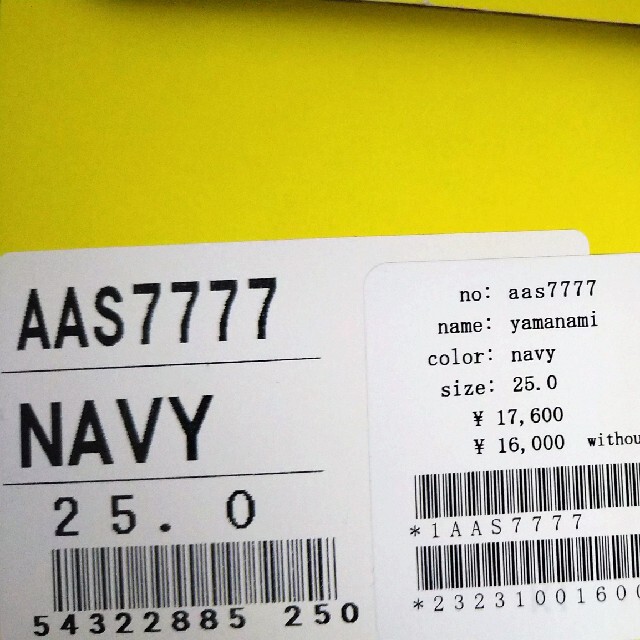 AAS7777
NAVY
25.0
54322885 250
no: aas7777
name: yamanami
color: navy
size: 25.0
¥ 17,600
¥ 16,000
*1AAS7777